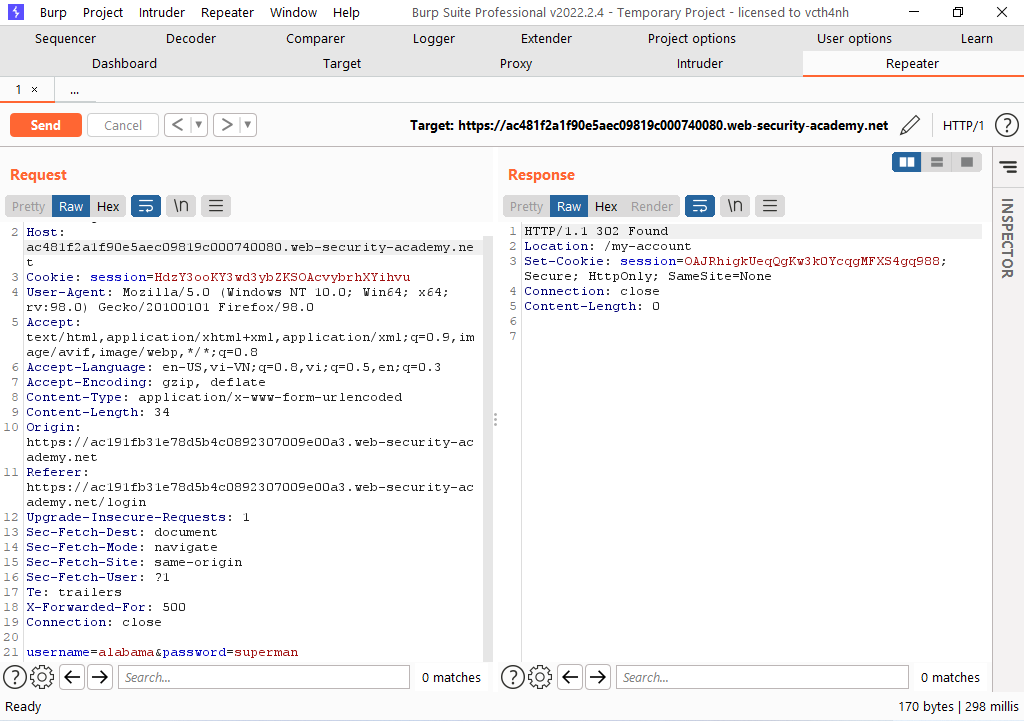 Burp Project Intruder Repeater Window Help Burp Suite Professional v2022.2.4 - Temporary Project - licensed to vcth4nh
Sequencer Decoder Comparer Logger Extender Project options User options Learn
Dashboard Target Proxy Intruder Repeater
1 × ...
Send Cancel < > Target: https://ac481f2a1f90e5aec09819c000740080.web-security-academy.net HTTP/1 ?
Request
Pretty Raw Hex \n
2 Host:
ac481f2a1f90e5aec09819c000740080.web-security-academy.ne
t
3 Cookie: session=HdzY3ooKY3wd3ybZKSOAcvybrhXYihvu
4 User-Agent: Mozilla/5.0 (Windows NT 10.0; Win64; x64;
rv:98.0) Gecko/20100101 Firefox/98.0
5 Accept:
text/html,application/xhtml+xml,application/xml;q=0.9,im
age/avif,image/webp,*/*;q=0.8
6 Accept-Language: en-US,vi-VN;q=0.8,vi;q=0.5,en;q=0.3
7 Accept-Encoding: gzip, deflate
8 Content-Type: application/x-www-form-urlencoded
9 Content-Length: 34
10 Origin:
https://ac191fb31e78d5b4c0892307009e00a3.web-security-ac
ademy.net
11 Referer:
https://ac191fb31e78d5b4c0892307009e00a3.web-security-ac
ademy.net/login
12 Upgrade-Insecure-Requests: 1
13 Sec-Fetch-Dest: document
14 Sec-Fetch-Mode: navigate
15 Sec-Fetch-Site: same-origin
16 Sec-Fetch-User: ?1
17 Te: trailers
18 X-Forwarded-For: 500
19 Connection: close
20
21 username=alabama&password=superman
? Search... 0 matches
Response
Pretty Raw Hex Render \n
1 HTTP/1.1 302 Found
2 Location: /my-account
3 Set-Cookie: session=OAJRhigkUeqQgKw3kOYcqgMFXS4gq988;
Secure; HttpOnly; SameSite=None
4 Connection: close
5 Content-Length: 0
6
7
? Search... 0 matches
INSPECTOR
Ready 170 bytes | 298 millis